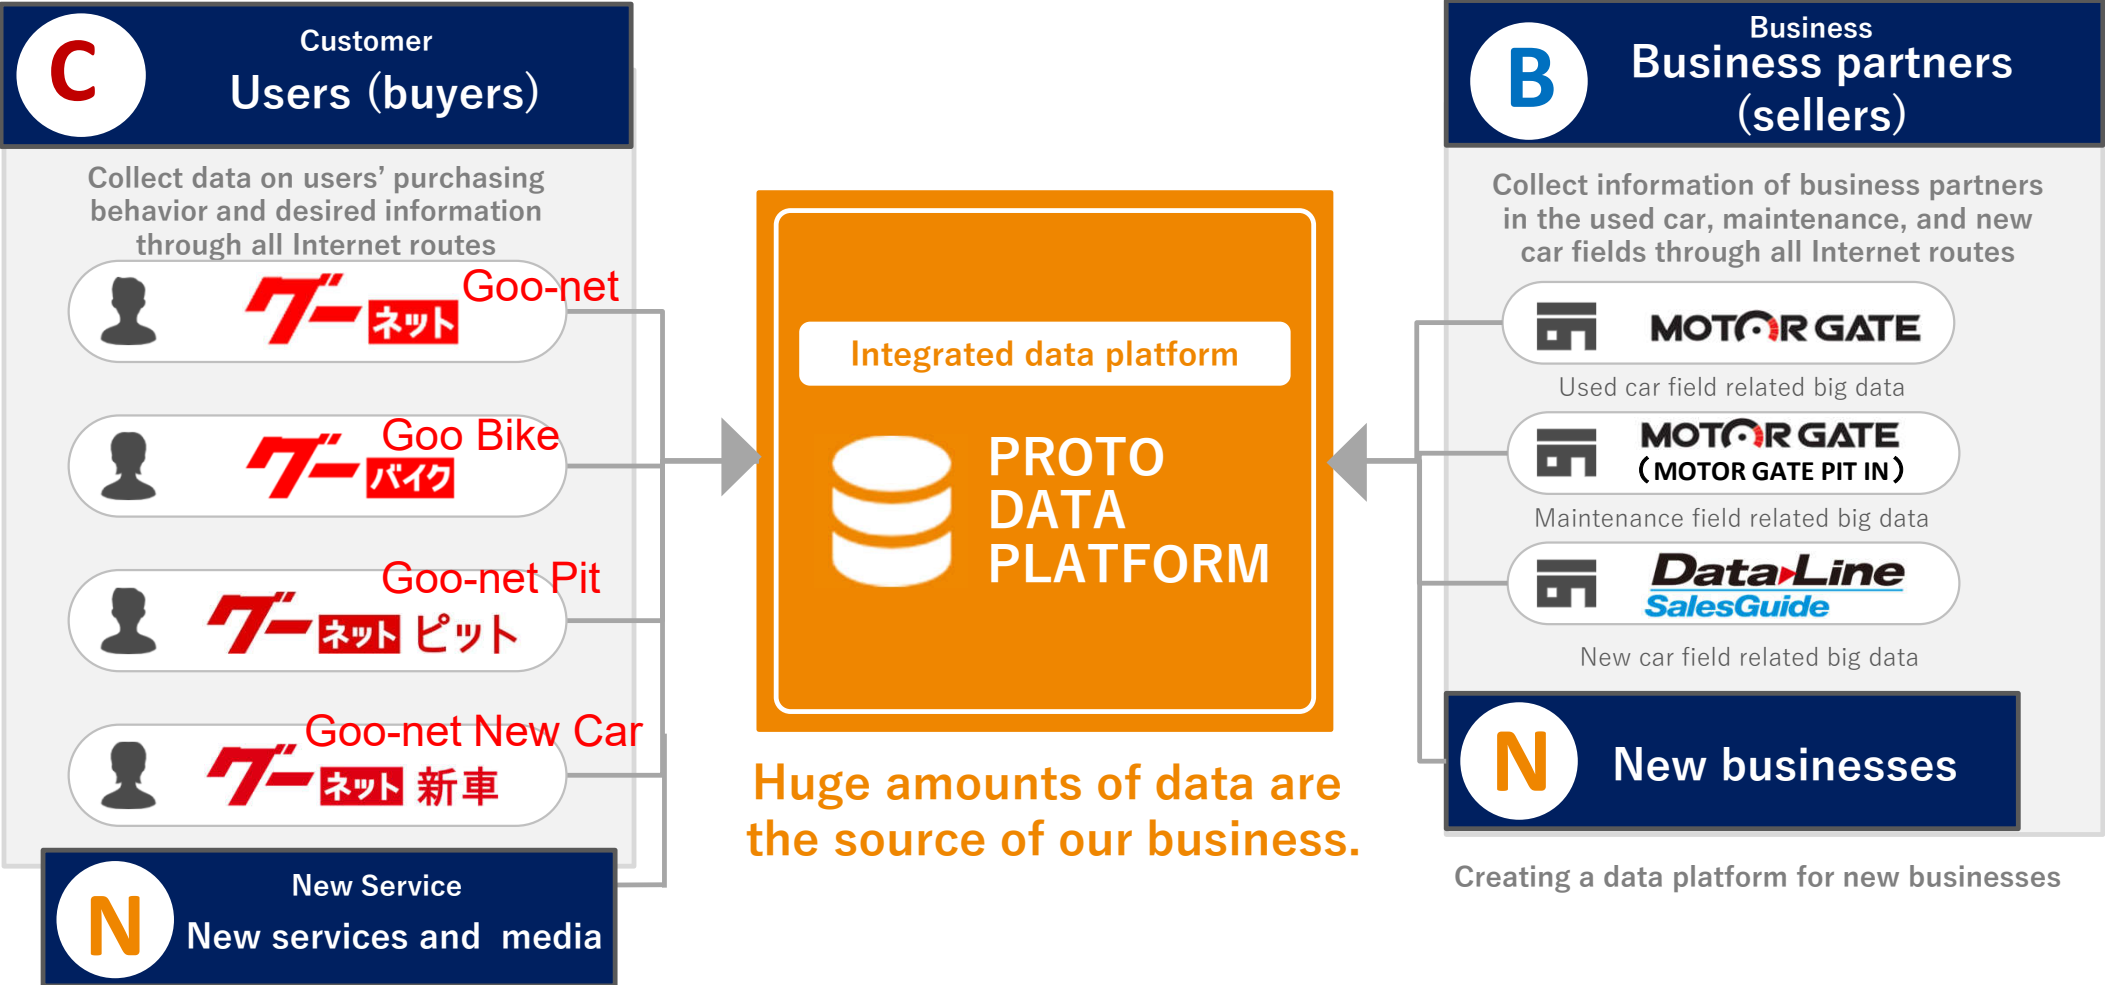 C
Customer
Users (buyers)
Collect data on users’ purchasing
behavior and desired information
through all Internet routes
グーネット
Goo-net
グーバイク
Goo Bike
グーネット ピット
Goo-net Pit
グーネット 新車
Goo-net New Car
N
New Service
New services and media
Integrated data platform
PROTO
DATA
PLATFORM
Huge amounts of data are
the source of our business.
B
Business
Business partners
(sellers)
Collect information of business partners
in the used car, maintenance, and new
car fields through all Internet routes
MOTOR GATE
Used car field related big data
MOTOR GATE
(MOTOR GATE PIT IN)
Maintenance field related big data
DataLine
SalesGuide
New car field related big data
N
New businesses
Creating a data platform for new businesses